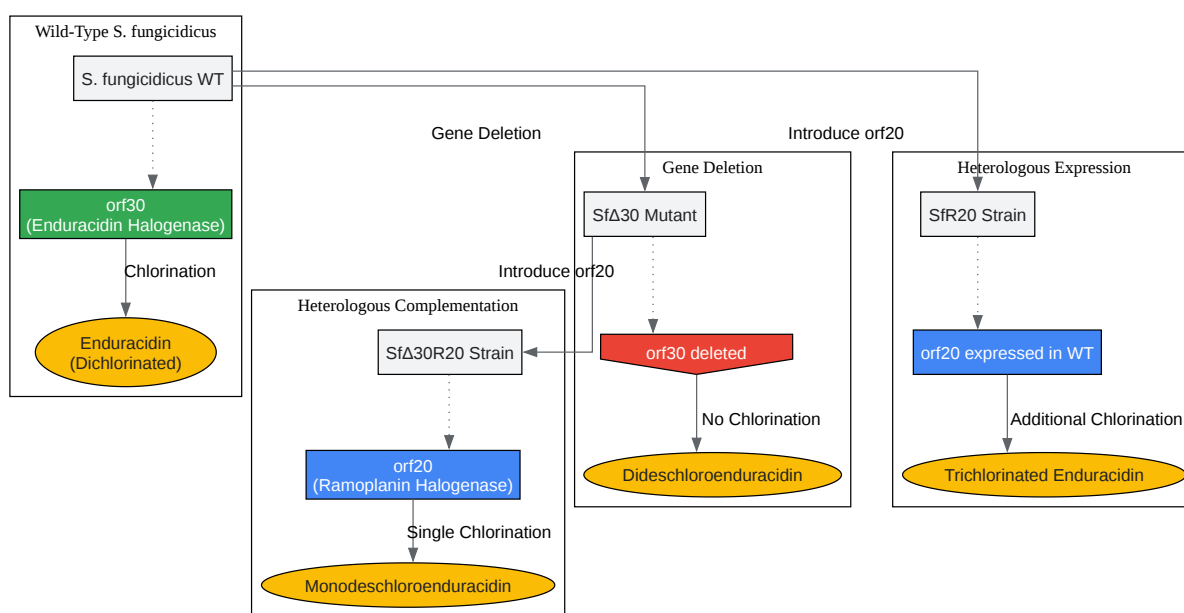 Wild-Type S. fungicidicus
S. fungicidicus WT
orf30
(Enduracidin Halogenase)
Chlorination
Enduracidin
(Dichlorinated)
Gene Deletion
Introduce orf20
Gene Deletion
SfΔ30 Mutant
orf30 deleted
No Chlorination
Dideschloroenduracidin
Introduce orf20
Heterologous Complementation
SfΔ30R20 Strain
orf20
(Ramoplanin Halogenase)
Single Chlorination
Monodeschloroenduracidin
Heterologous Expression
SfR20 Strain
orf20 expressed in WT
Additional Chlorination
Trichlorinated Enduracidin